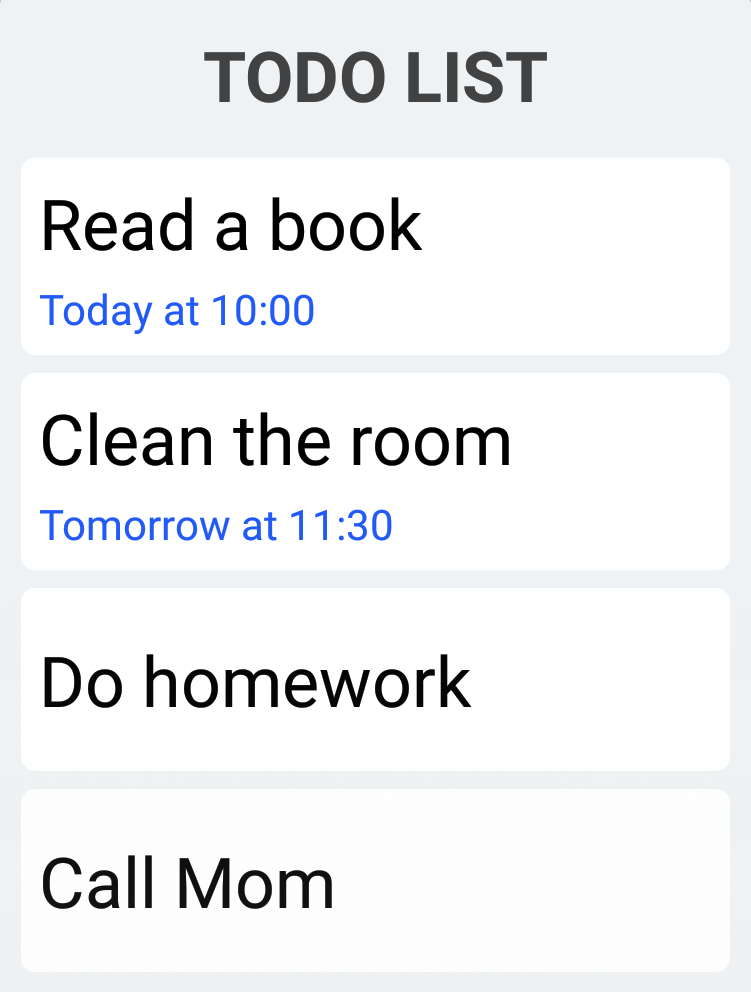 TODO LIST
Read a book
Today at 10:00
Clean the room
Tomorrow at 11:30
Do homework
Call Mom